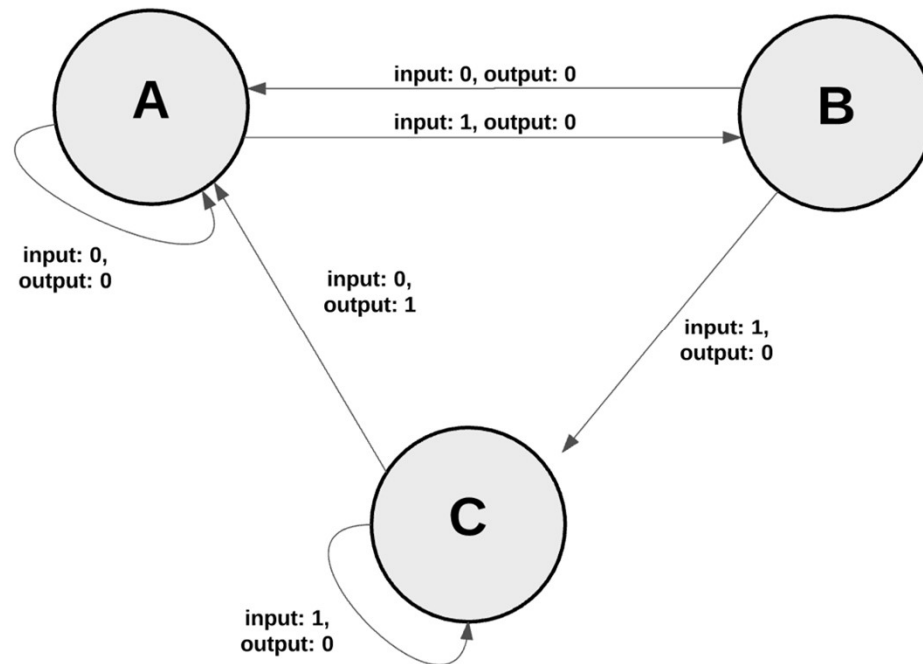 A
B
input: 0, output: 0
input: 1, output: 0
input: 0,
output: 0
input: 0,
output: 1
input: 1,
output: 0
C
input: 1,
output: 0